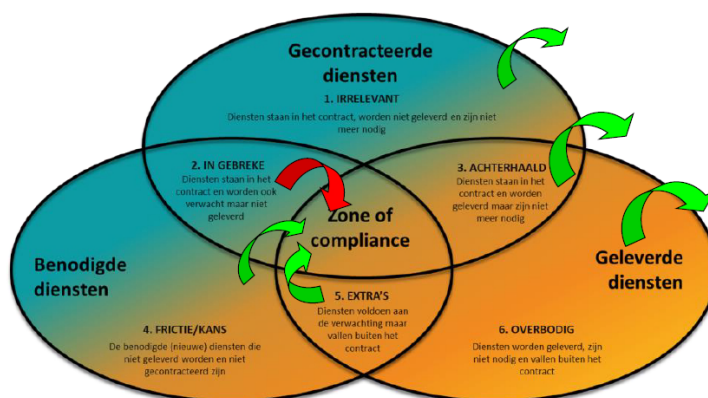 Gecontracteerde
diensten
1. IRRELEVANT
Diensten staan in het contract, worden niet geleverd en zijn niet
meer nodig
2. IN GEBREKE
Diensten staan in het
contract en worden ook
verwacht maar niet
geleverd
3. ACHTERHAALD
Diensten staan in het
contract en worden
geleverd maar zijn niet
meer nodig
Zone of
compliance
Benodigde
diensten
Geleverde
diensten
4. FRICTIE/KANS
De benodigde (nieuwe) diensten die
niet geleverd worden en niet
gecontracteerd zijn
5. EXTRA'S
Diensten voldoen aan
de verwachting maar
vallen buiten het
contract
6. OVERBODIG
Diensten worden geleverd, zijn
niet nodig en vallen buiten het
contract